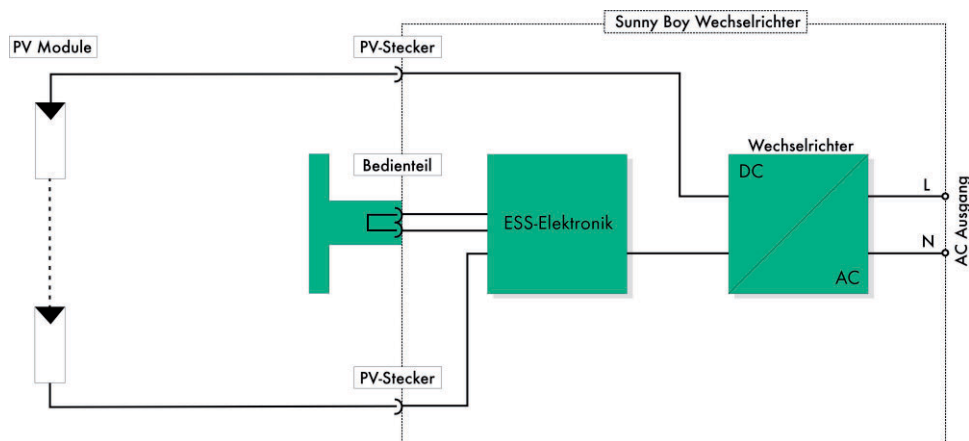 Sunny Boy Wechselrichter
PV Module
PV-Stecker
Bedienteil
Wechselrichter
DC
L
ESS-Elektronik
N
AC
AC Ausgang
PV-Stecker